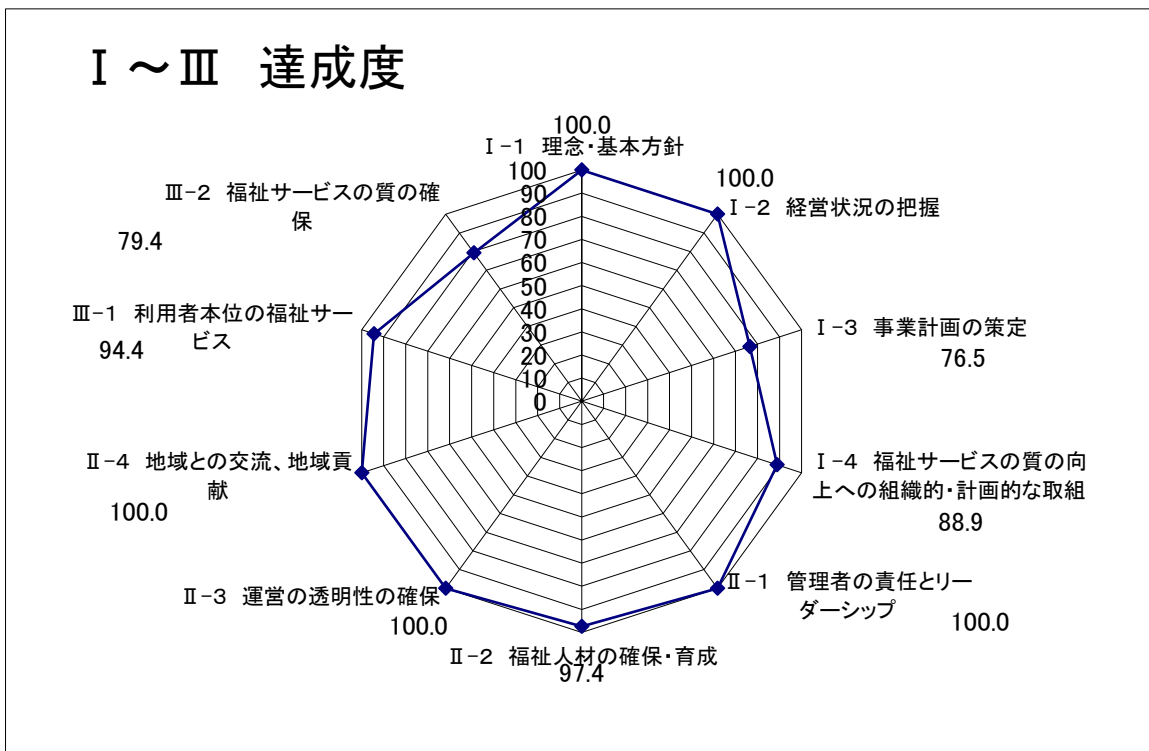 Ⅰ～Ⅲ 達成度
100.0
Ⅰ-1 理念・基本方針
100.0
Ⅰ-2 経営状況の把握
Ⅰ-3 事業計画の策定
76.5
Ⅰ-4 福祉サービスの質の向
上への組織的・計画的な取組
88.9
Ⅱ-1 管理者の責任とリー
ダーシップ
100.0
Ⅱ-2 福祉人材の確保・育成
97.4
Ⅱ-3 運営の透明性の確保
100.0
Ⅱ-4 地域との交流、地域貢
献
100.0
Ⅲ-1 利用者本位の福祉サー
ビス
94.4
Ⅲ-2 福祉サービスの質の確
保
79.4
100
90
80
70
60
50
40
30
20
10
0